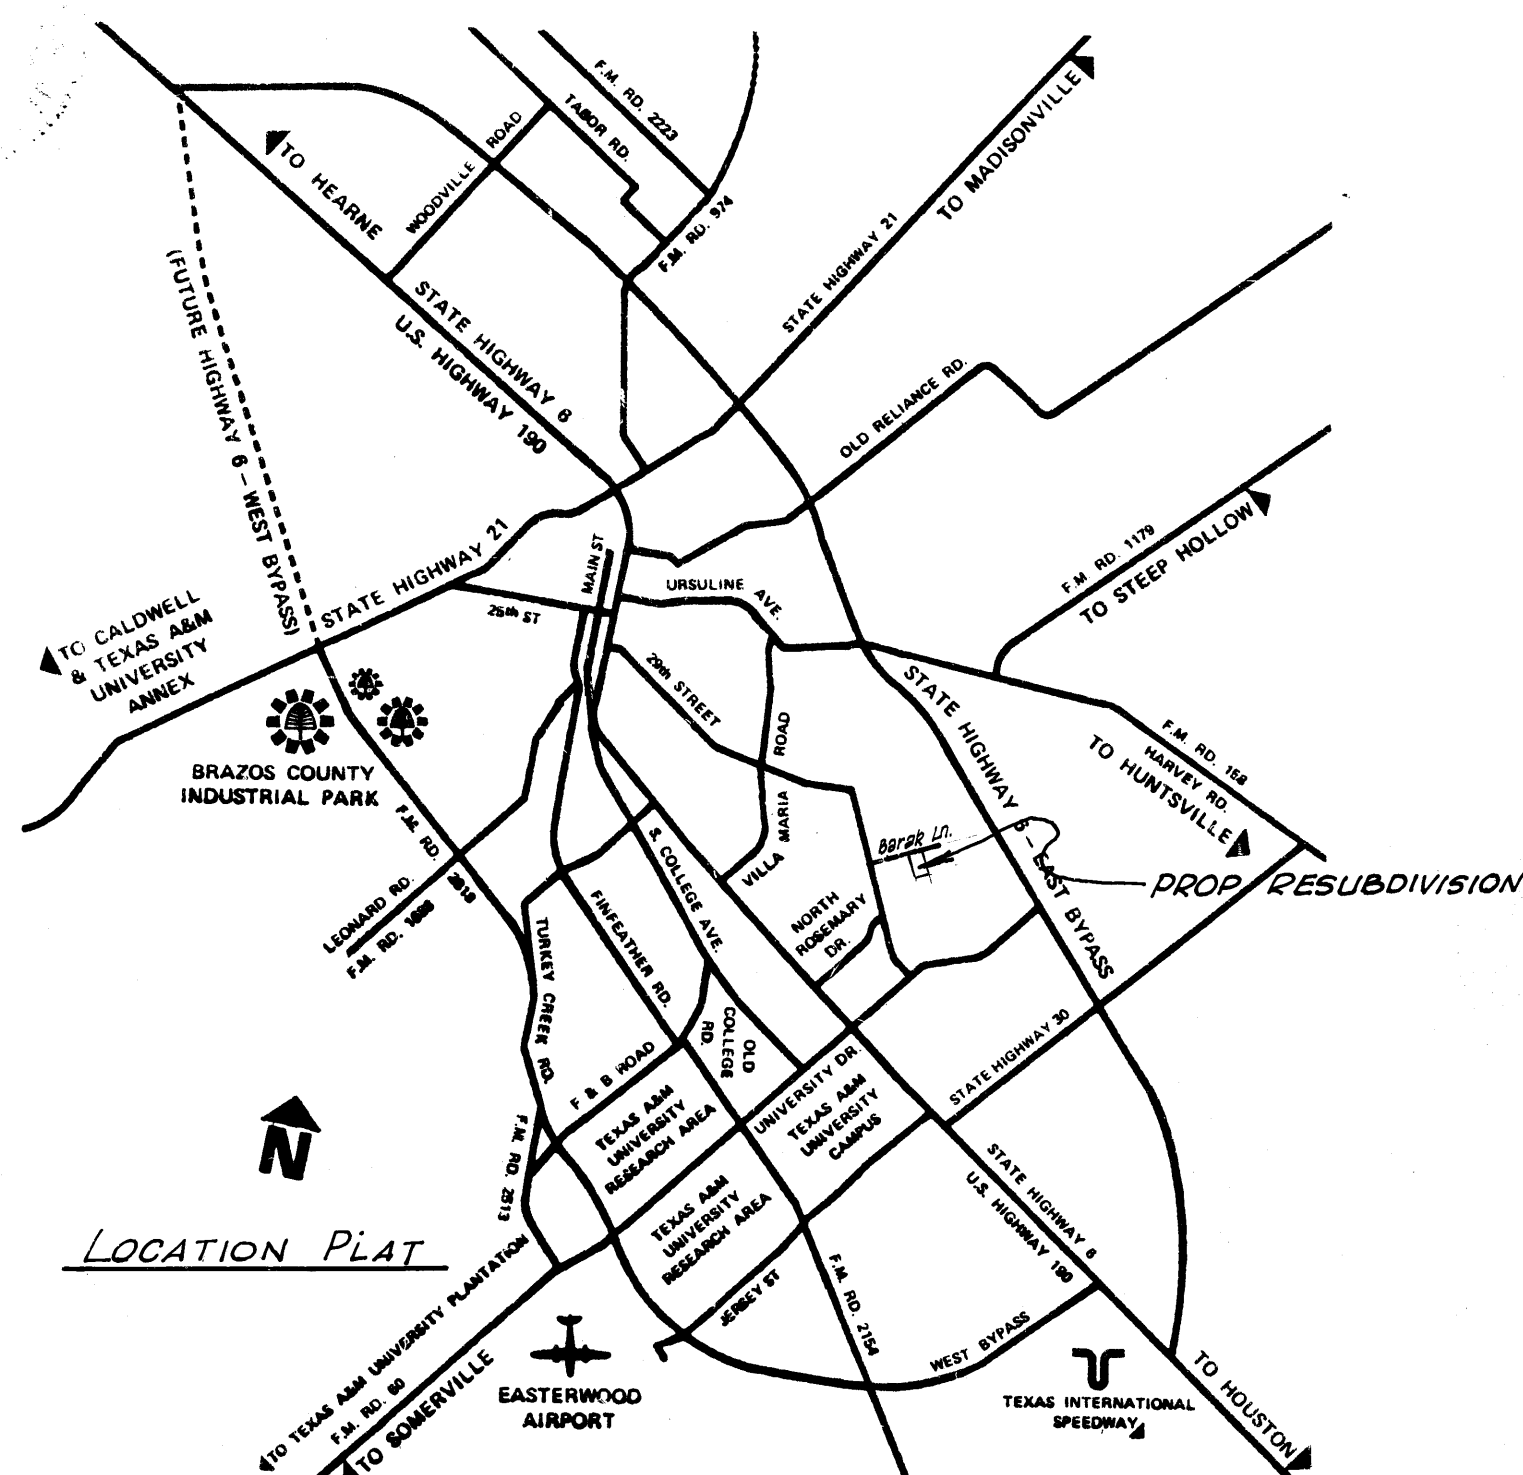 F.M. RD. 2223
TABOR RD.
WOODVILLE ROAD
TO HEARNE
F.M. RD. 974
TO MADISONVILLE
STATE HIGHWAY 21
(FUTURE HIGHWAY 6 – WEST BYPASS)
STATE HIGHWAY 6
U.S. HIGHWAY 190
OLD RELIANCE RD.
STATE HIGHWAY 21
MAIN ST
25th ST
URSULINE AVE.
F.M. RD. 1179
TO STEEP HOLLOW
TO CALDWELL
& TEXAS A&M
UNIVERSITY
ANNEX
29th STREET
VILLA MARIA ROAD
STATE HIGHWAY 6 – EAST BYPASS
F.M. RD. 158
HARVEY RD.
TO HUNTSVILLE
BRAZOS COUNTY
INDUSTRIAL PARK
F.M. RD. 2818
LEONARD RD.
F.M. RD. 1688
S. COLLEGE AVE.
Barak Ln.
PROP RESUBDIVISION
NORTH
ROSEMARY
DR.
FINFEATHER RD.
TURKEY CREEK RD.
OLD
COLLEGE
RD.
F & B ROAD
UNIVERSITY DR.
STATE HIGHWAY 30
TEXAS A&M
UNIVERSITY
RESEARCH AREA
TEXAS A&M
UNIVERSITY
CAMPUS
F.M. RD. 2513
N
LOCATION PLAT
TEXAS A&M
UNIVERSITY
RESEARCH AREA
STATE HIGHWAY 6
U.S. HIGHWAY 190
JERSEY ST
F.M. RD. 2154
WEST BYPASS
TO TEXAS A&M UNIVERSITY PLANTATION
F.M. RD. 60
TO SOMERVILLE
EASTERWOOD
AIRPORT
TEXAS INTERNATIONAL
SPEEDWAY
TO HOUSTON